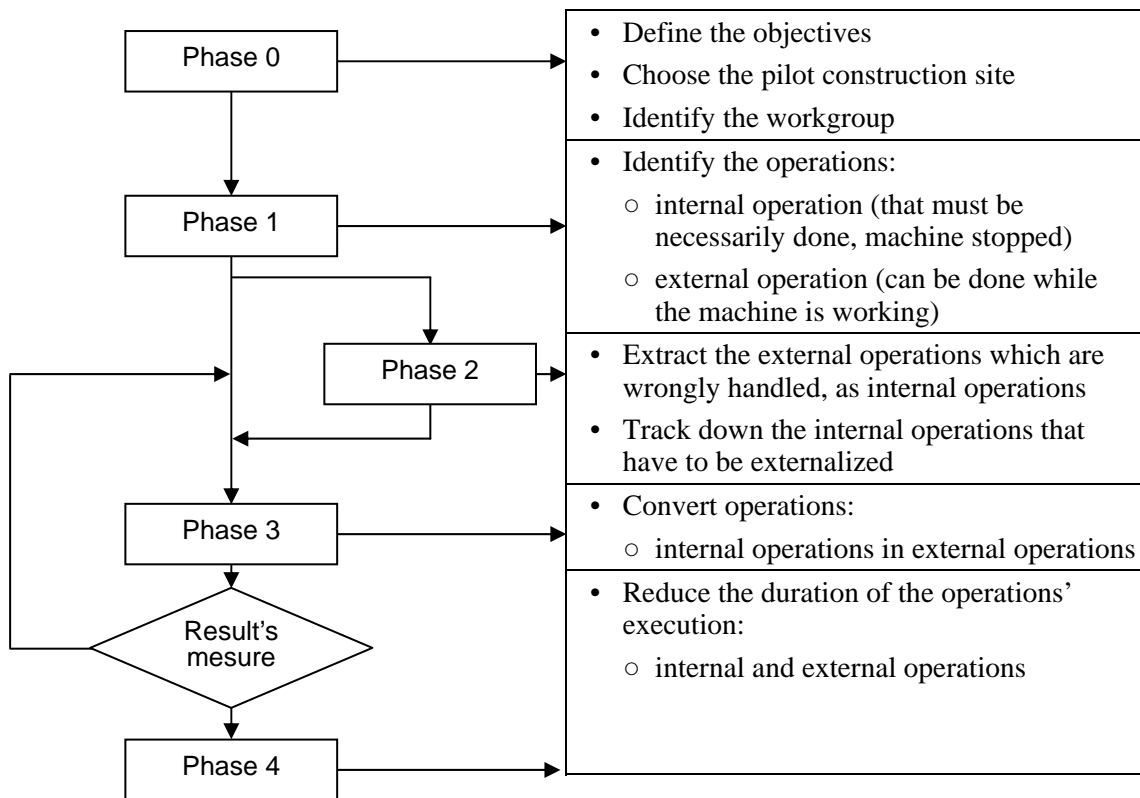 Phase 0
• Define the objectives
• Choose the pilot construction site
• Identify the workgroup
Phase 1
• Identify the operations:
○ internal operation (that must be
necessarily done, machine stopped)
○ external operation (can be done while
the machine is working)
Phase 2
• Extract the external operations which are
wrongly handled, as internal operations
• Track down the internal operations that
have to be externalized
Phase 3
• Convert operations:
○ internal operations in external operations
Result's
mesure
• Reduce the duration of the operations’
execution:
○ internal and external operations
Phase 4